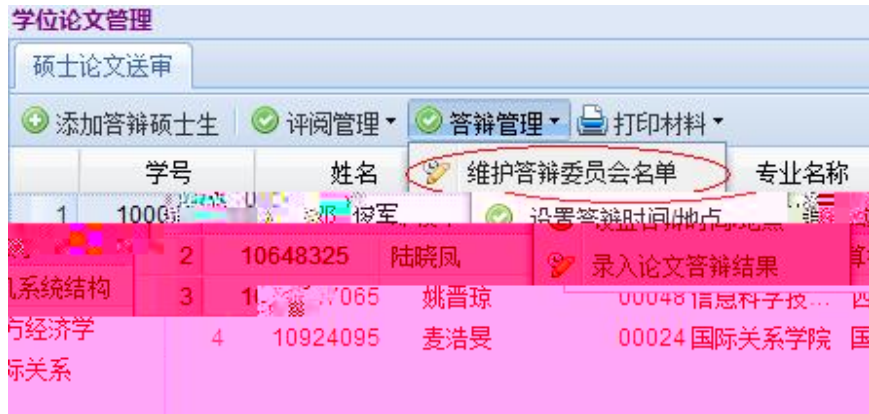 学位论文管理
硕士论文送审
添加答辩硕士生 评阅管理 答辩管理 打印材料
学号 姓名 维护答辩委员会名单 专业名称
1 1000 俊军 设置答辩时间/地点
2 10648325 陆晓凤 录入论文答辩结果
系统结构 3 065 姚晋琼 00048 信息科学技...
方经济学 4 10924095 麦浩旻 00024 国际关系学院 国
际关系